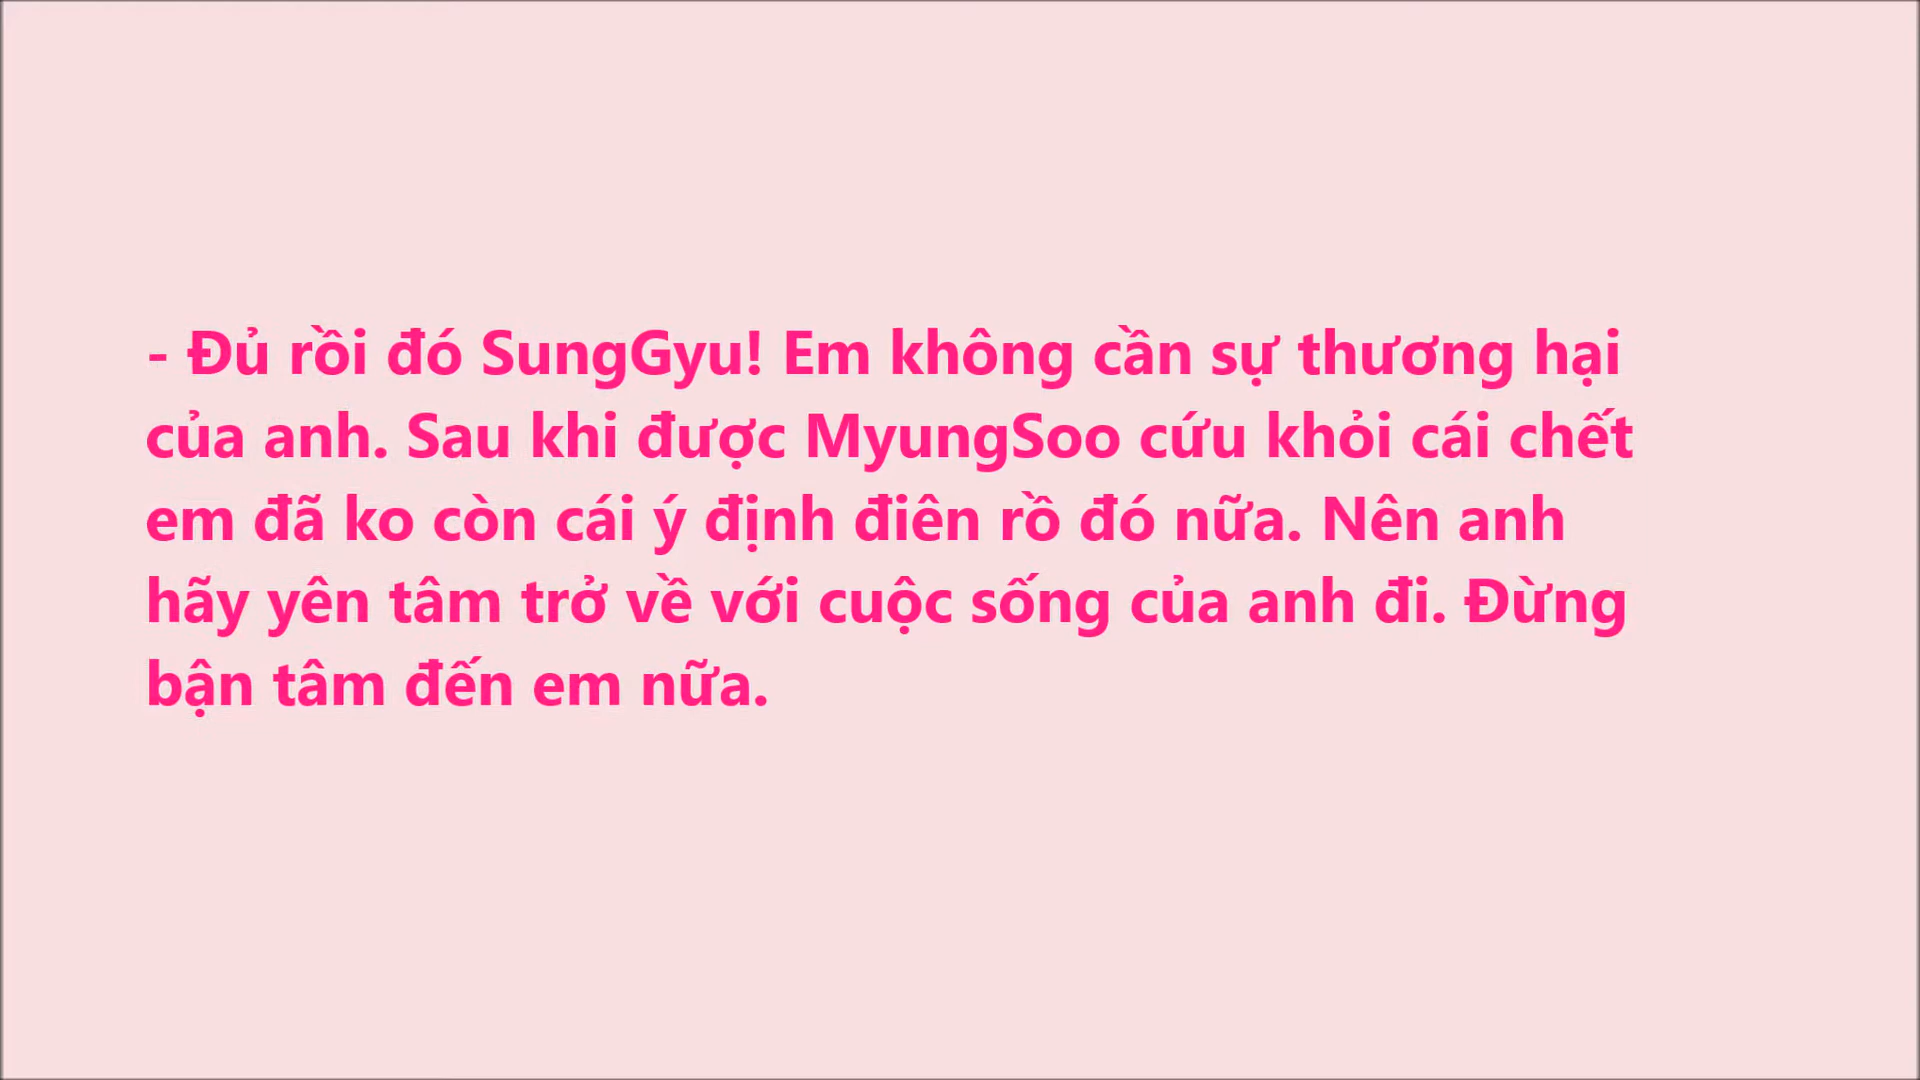 - Đủ rồi đó SungGyu! Em không cần sự thương hại
của anh. Sau khi được MyungSoo cứu khỏi cái chết
em đã ko còn cái ý định điên rồ đó nữa. Nên anh
hãy yên tâm trở về với cuộc sống của anh đi. Đừng
bận tâm đến em nữa.